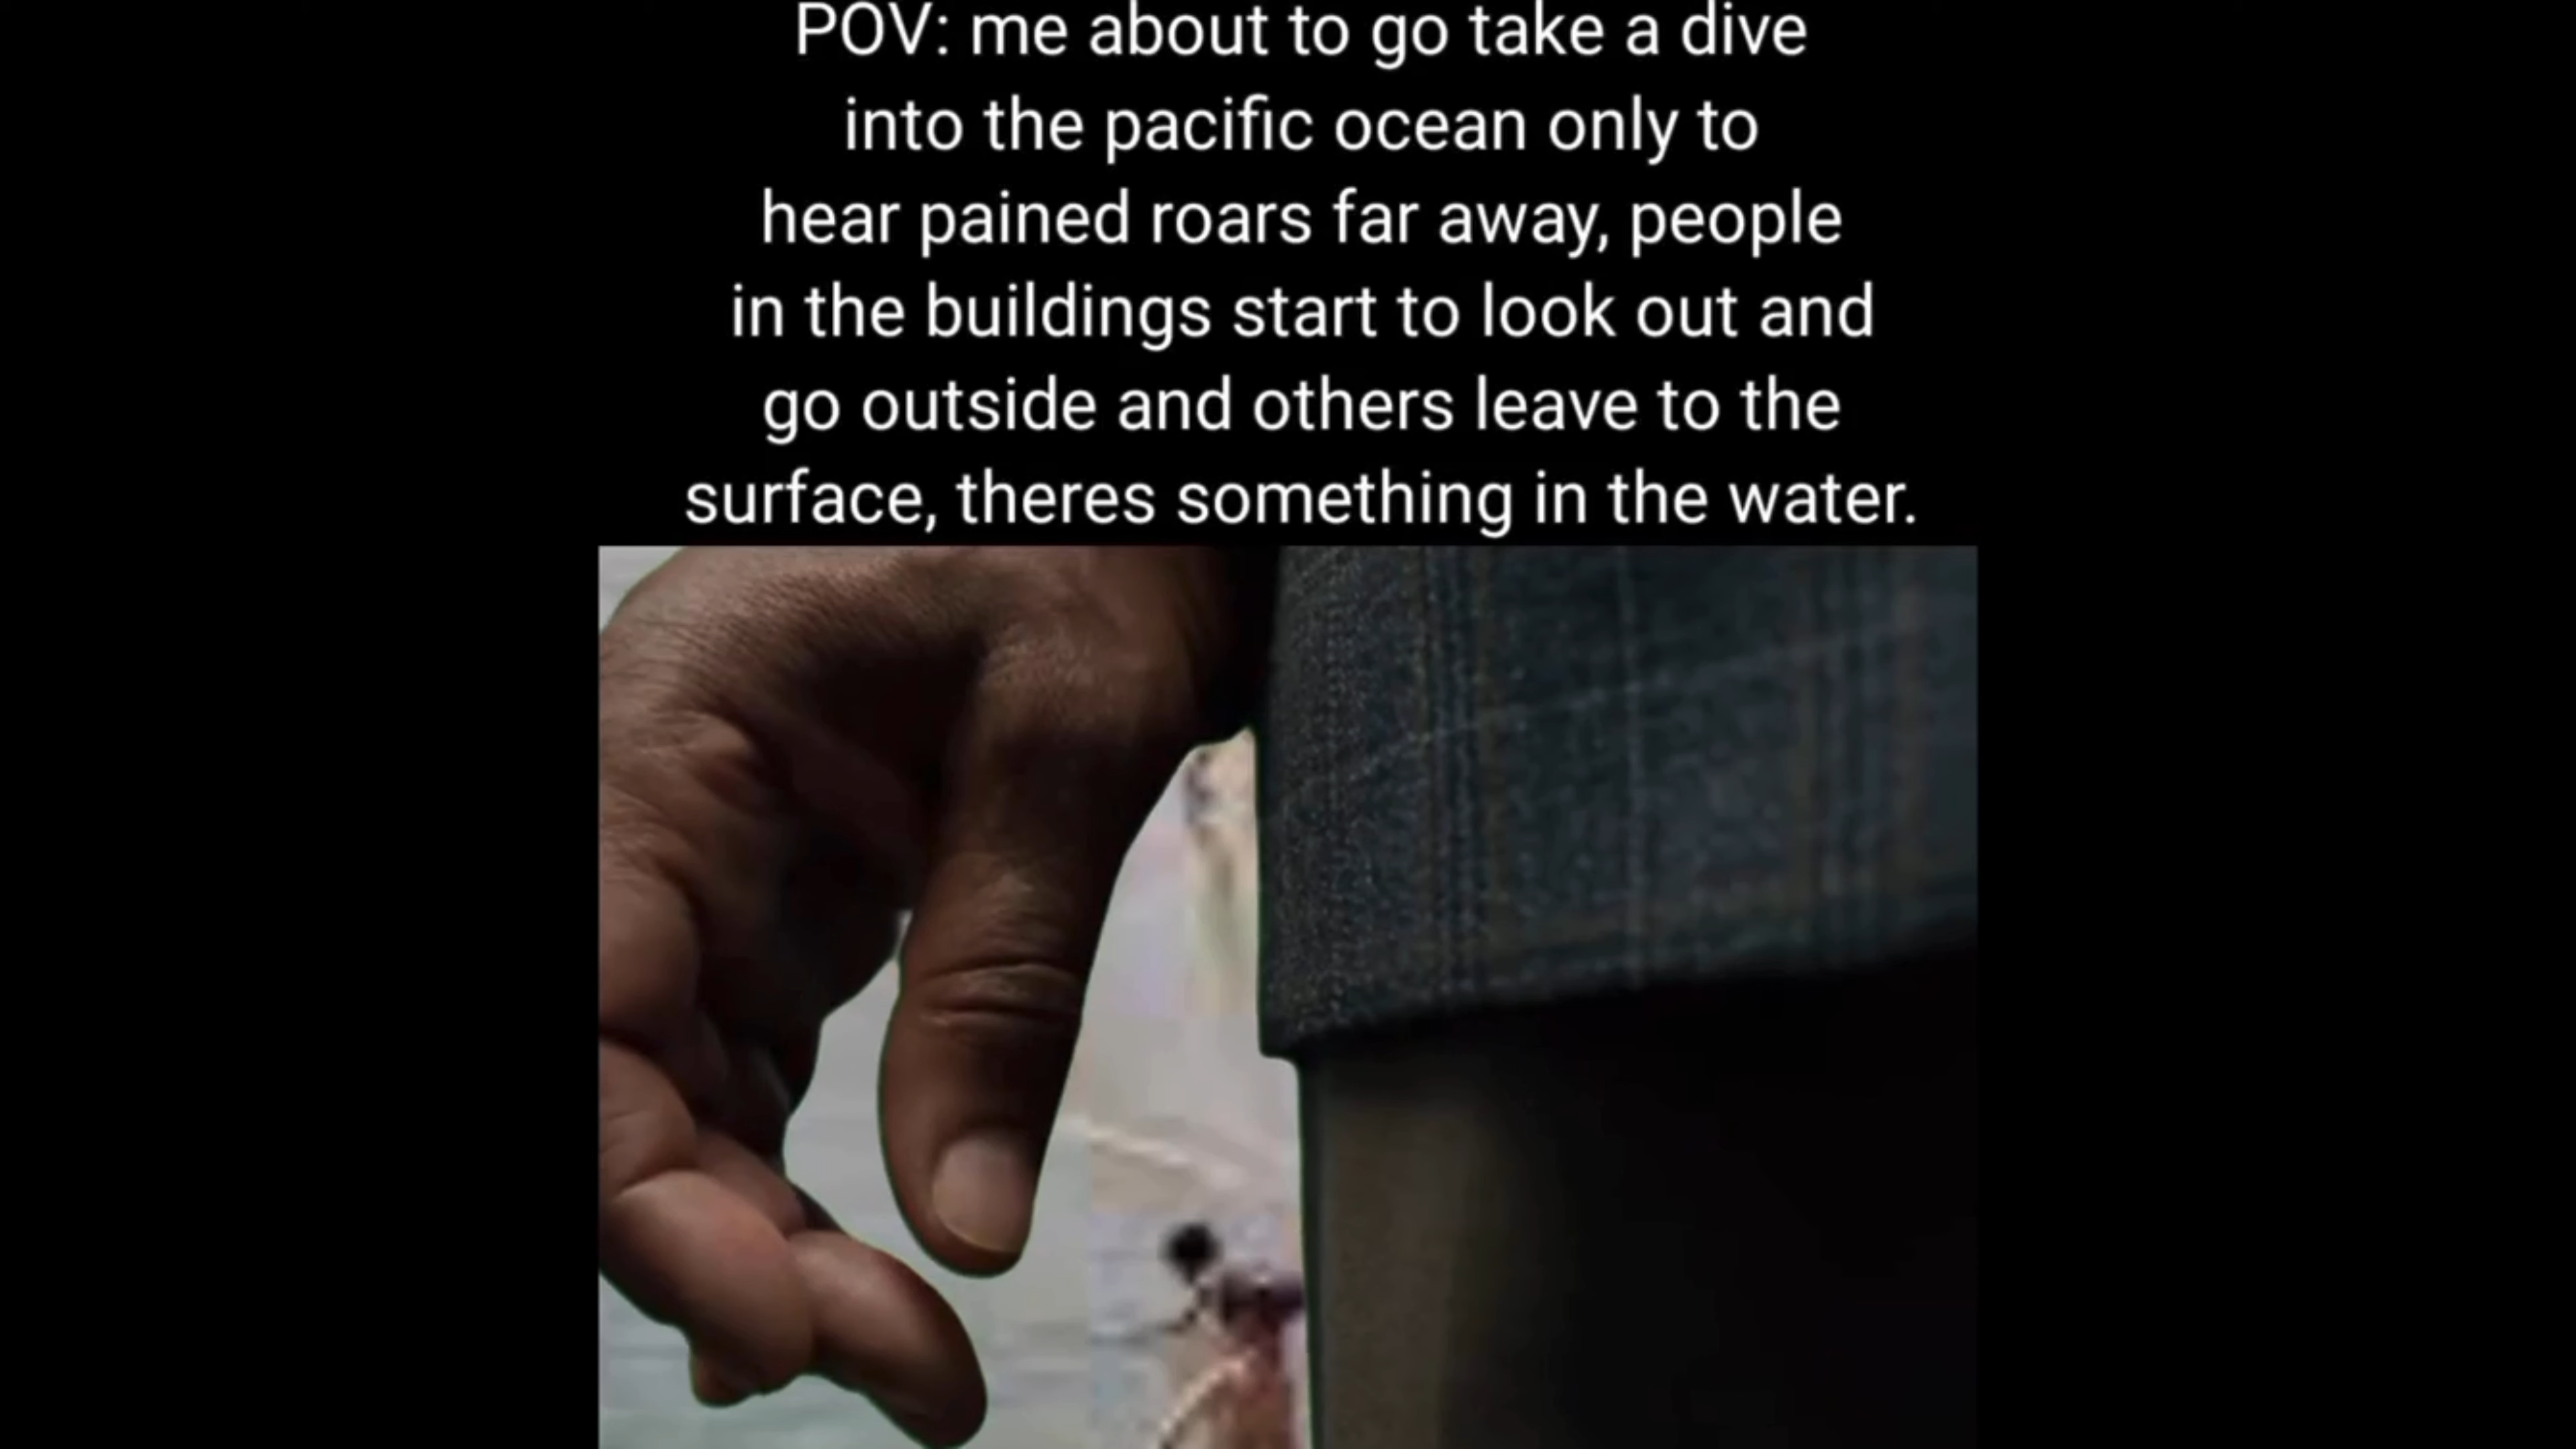 POV: me about to go take a dive
into the pacific ocean only to
hear pained roars far away, people
in the buildings start to look out and
go outside and others leave to the
surface, theres something in the water.